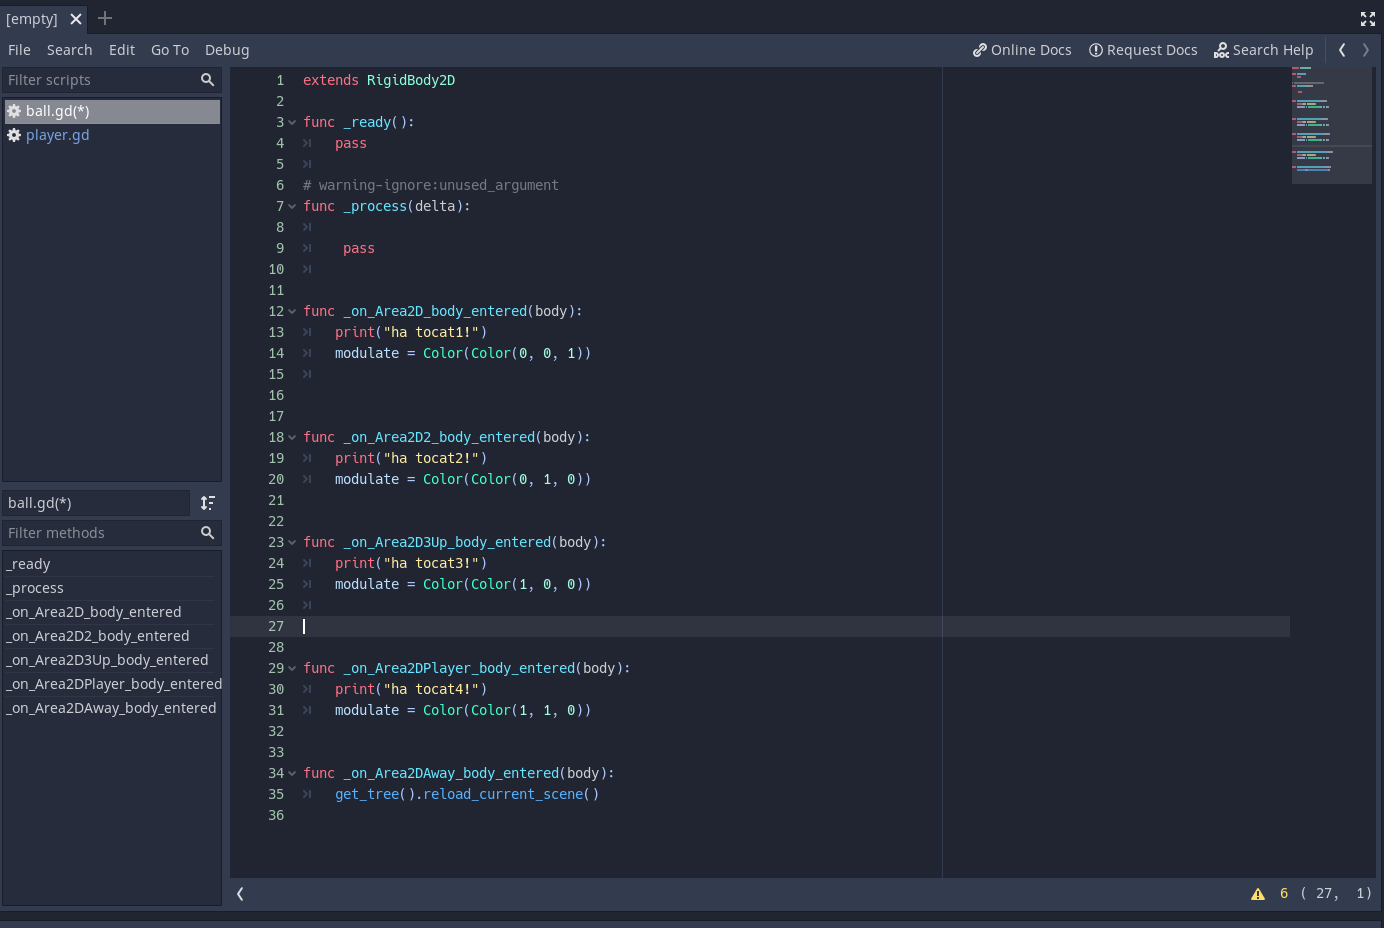 [empty]
File Search Edit Go To Debug
Online Docs Request Docs Search Help
Filter scripts
ball.gd(*)
player.gd
ball.gd(*)
Filter methods
_ready
_process
_on_Area2D_body_entered
_on_Area2D2_body_entered
_on_Area2D3Up_body_entered
_on_Area2DPlayer_body_entered
_on_Area2DAway_body_entered
1 extends RigidBody2D
2
3 func _ready():
4 pass
5
6 # warning-ignore:unused_argument
7 func _process(delta):
8
9 pass
10
11
12 func _on_Area2D_body_entered(body):
13 print("ha tocat1!")
14 modulate = Color(Color(0, 0, 1))
15
16
17
18 func _on_Area2D2_body_entered(body):
19 print("ha tocat2!")
20 modulate = Color(Color(0, 1, 0))
21
22
23 func _on_Area2D3Up_body_entered(body):
24 print("ha tocat3!")
25 modulate = Color(Color(1, 0, 0))
26
27
28
29 func _on_Area2DPlayer_body_entered(body):
30 print("ha tocat4!")
31 modulate = Color(Color(1, 1, 0))
32
33
34 func _on_Area2DAway_body_entered(body):
35 get_tree().reload_current_scene()
36
6 ( 27, 1)